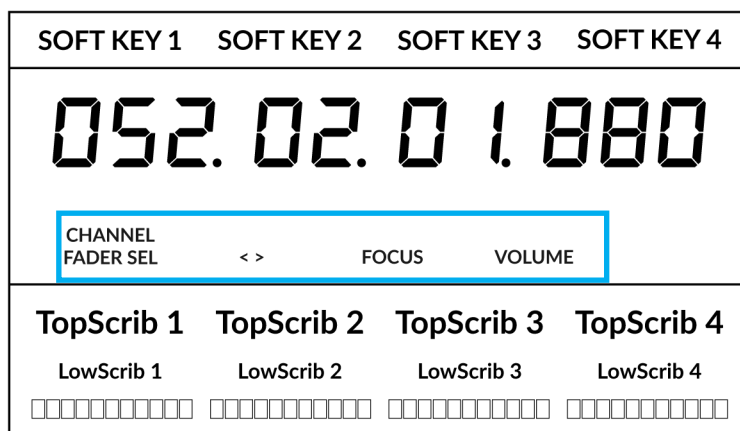 SOFT KEY 1 SOFT KEY 2 SOFT KEY 3 SOFT KEY 4
052. 02. 01. 880
CHANNEL
FADER SEL < > FOCUS VOLUME
TopScrib 1 TopScrib 2 TopScrib 3 TopScrib 4
LowScrib 1 LowScrib 2 LowScrib 3 LowScrib 4